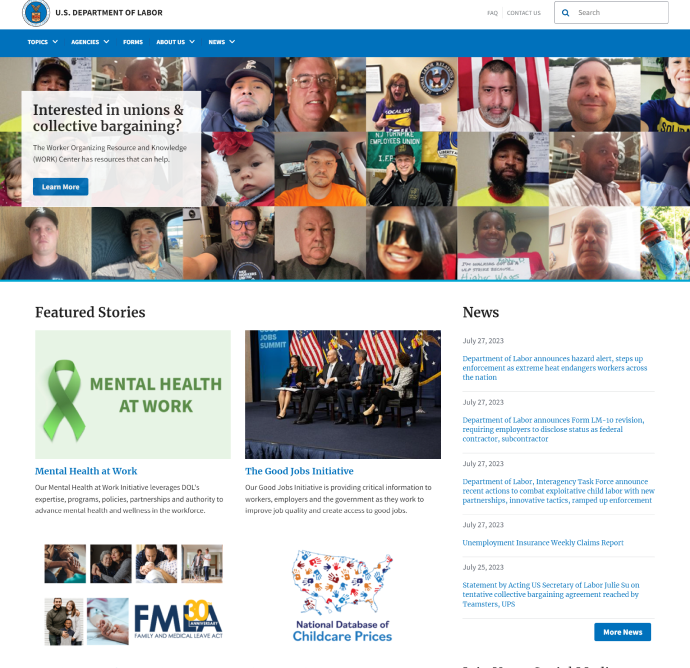 U.S. DEPARTMENT OF LABOR
FAQ
CONTACT US
Search
TOPICS
AGENCIES
FORMS
ABOUT US
NEWS
Interested in unions &
collective bargaining?
The Worker Organizing Resource and Knowledge
(WORK) Center has resources that can help.
Learn More
NJ TURNPIKE
EMPLOYEES UNION
Higher Wages
Featured Stories
MENTAL HEALTH
AT WORK
Mental Health at Work
Our Mental Health at Work Initiative leverages DOL's
expertise, programs, policies, partnerships and authority to
advance mental health and wellness in the workforce.
JOBS
SUMMIT
The Good Jobs Initiative
Our Good Jobs Initiative is providing critical information to
workers, employers and the government as they work to
improve job quality and create access to good jobs.
30
ANNIVERSARY
FMLA
FAMILY AND MEDICAL LEAVE ACT
National Database of
Childcare Prices
News
July 27, 2023
Department of Labor announces hazard alert, steps up
enforcement as extreme heat endangers workers across
the nation
July 27, 2023
Department of Labor announces Form LM-10 revision,
requiring employers to disclose status as federal
contractor, subcontractor
July 27, 2023
Department of Labor, Interagency Task Force announce
recent actions to combat exploitative child labor with new
partnerships, innovative tactics, ramped up enforcement
July 27, 2023
Unemployment Insurance Weekly Claims Report
July 25, 2023
Statement by Acting US Secretary of Labor Julie Su on
tentative collective bargaining agreement reached by
Teamsters, UPS
More News